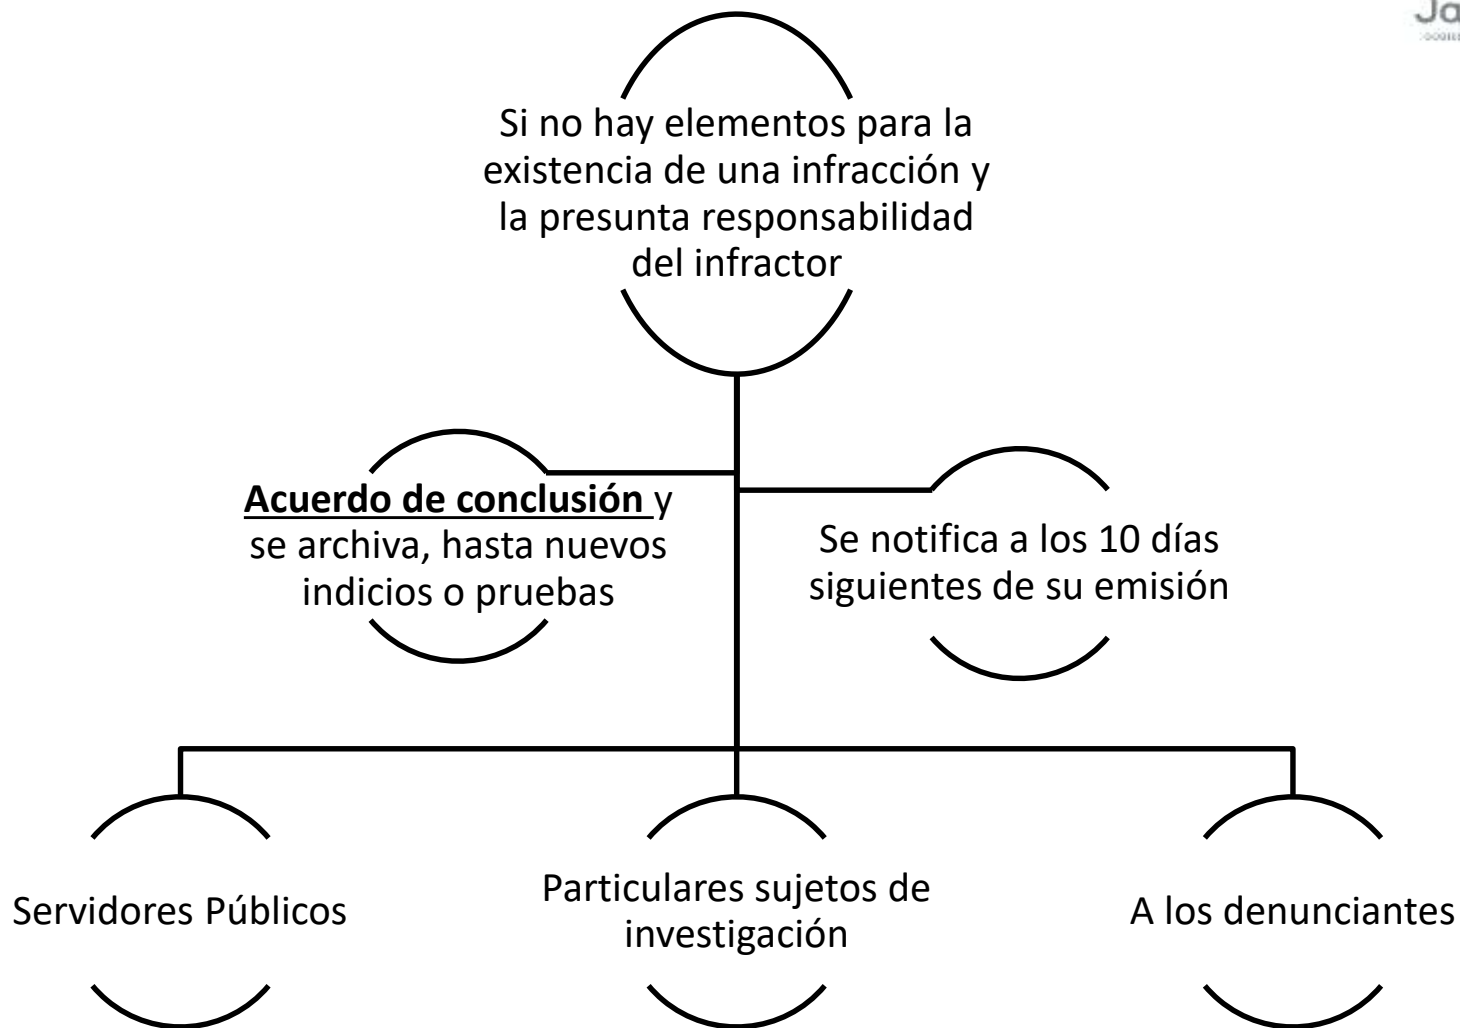 Ja
Si no hay elementos para la
existencia de una infracción y
la presunta responsabilidad
del infractor
Acuerdo de conclusión y
se archiva, hasta nuevos
indicios o pruebas
Se notifica a los 10 días
siguientes de su emisión
Servidores Públicos
Particulares sujetos de
investigación
A los denunciantes